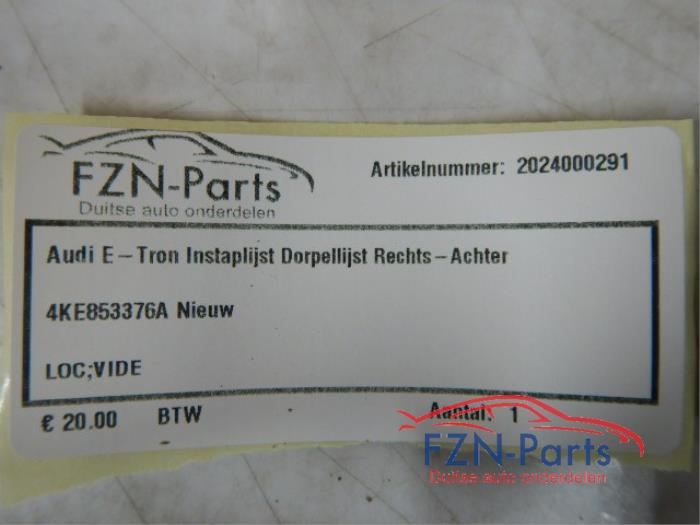 FZN-Parts
Duitse auto onderdelen
Artikelnummer: 2024000291
Audi E-Tron Instaplijst Dorpellijst Rechts-Achter
4KE853376A Nieuw
LOC;VIDE
€ 20.00 BTW Aantal: 1
FZN-Parts
Duitse auto onderdelen